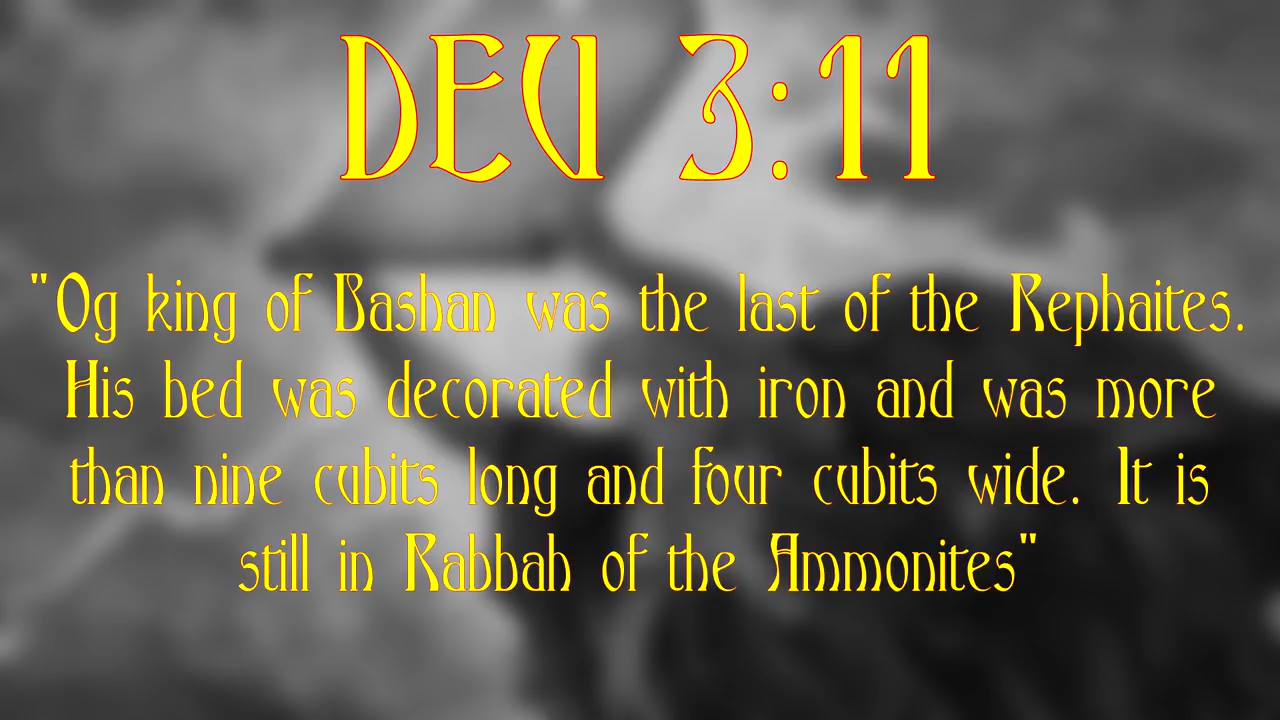 DEU 3:11
"Og king of Bashan was the last of the Rephaites.
His bed was decorated with iron and was more
than nine cubits long and four cubits wide. It is
still in Rabbah of the Ammonites"